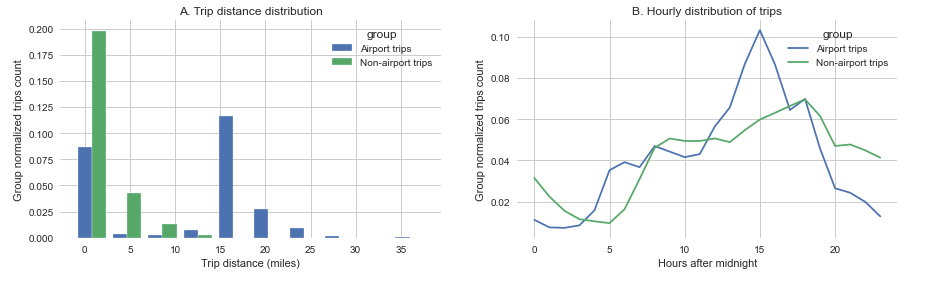 A. Trip distance distribution
group
Airport trips
Non-airport trips
Group normalized trips count
0.200
0.175
0.150
0.125
0.100
0.075
0.050
0.025
0.000
0 5 10 15 20 25 30 35
Trip distance (miles)
B. Hourly distribution of trips
group
Airport trips
Non-airport trips
Group normalized trips count
0.10
0.08
0.06
0.04
0.02
0 5 10 15 20
Hours after midnight